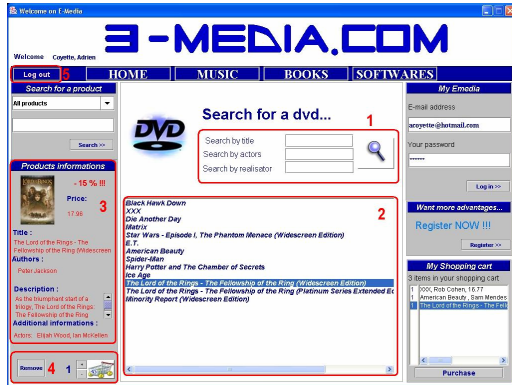 Welcome on E-Media
3-MEDIA.COM
Welcome Coyette, Adrien
Log out 5 HOME MUSIC BOOKS SOFTWARES
Search for a product
All products
Search >>
Products informations
-15 % !!!
Price:
3
17.96
Title :
The Lord of the Rings - The
Fellowship of the Ring (Widescreen
Authors :
Peter Jackson
Description :
As the triumphant start of a
trilogy, The Lord of the Rings:
The Fellowship of the Ring
Additional informations :
Actors: Elijah Wood, Ian McKellen
Remove 4 1
DVD
Search for a dvd...
1
Search by title
Search by actors
Search by realisator
2
Black Hawk Down
XXX
Die Another Day
Matrix
Star Wars - Episode I, The Phantom Menace (Widescreen Edition)
E.T.
American Beauty
Spider-Man
Harry Potter and The Chamber of Secrets
Ice Age
The Lord of the Rings - The Fellowship of the Ring (Widescreen Edition)
The Lord of the Rings - The Fellowship of the Ring (Platinum Series Extended Ec
Minority Report (Widescreen Edition)
My Emedia
E-mail address
aroyette@hotmail.com
Your password
******
Log in >>
Want more advantages...
Register NOW !!!
Register >>
My Shopping cart
3 items in your shopping cart:
1 XXX, Rob Cohen, 16.77
1 American Beauty , Sam Mendes
1 The Lord of the Rings - The Fell
Purchase